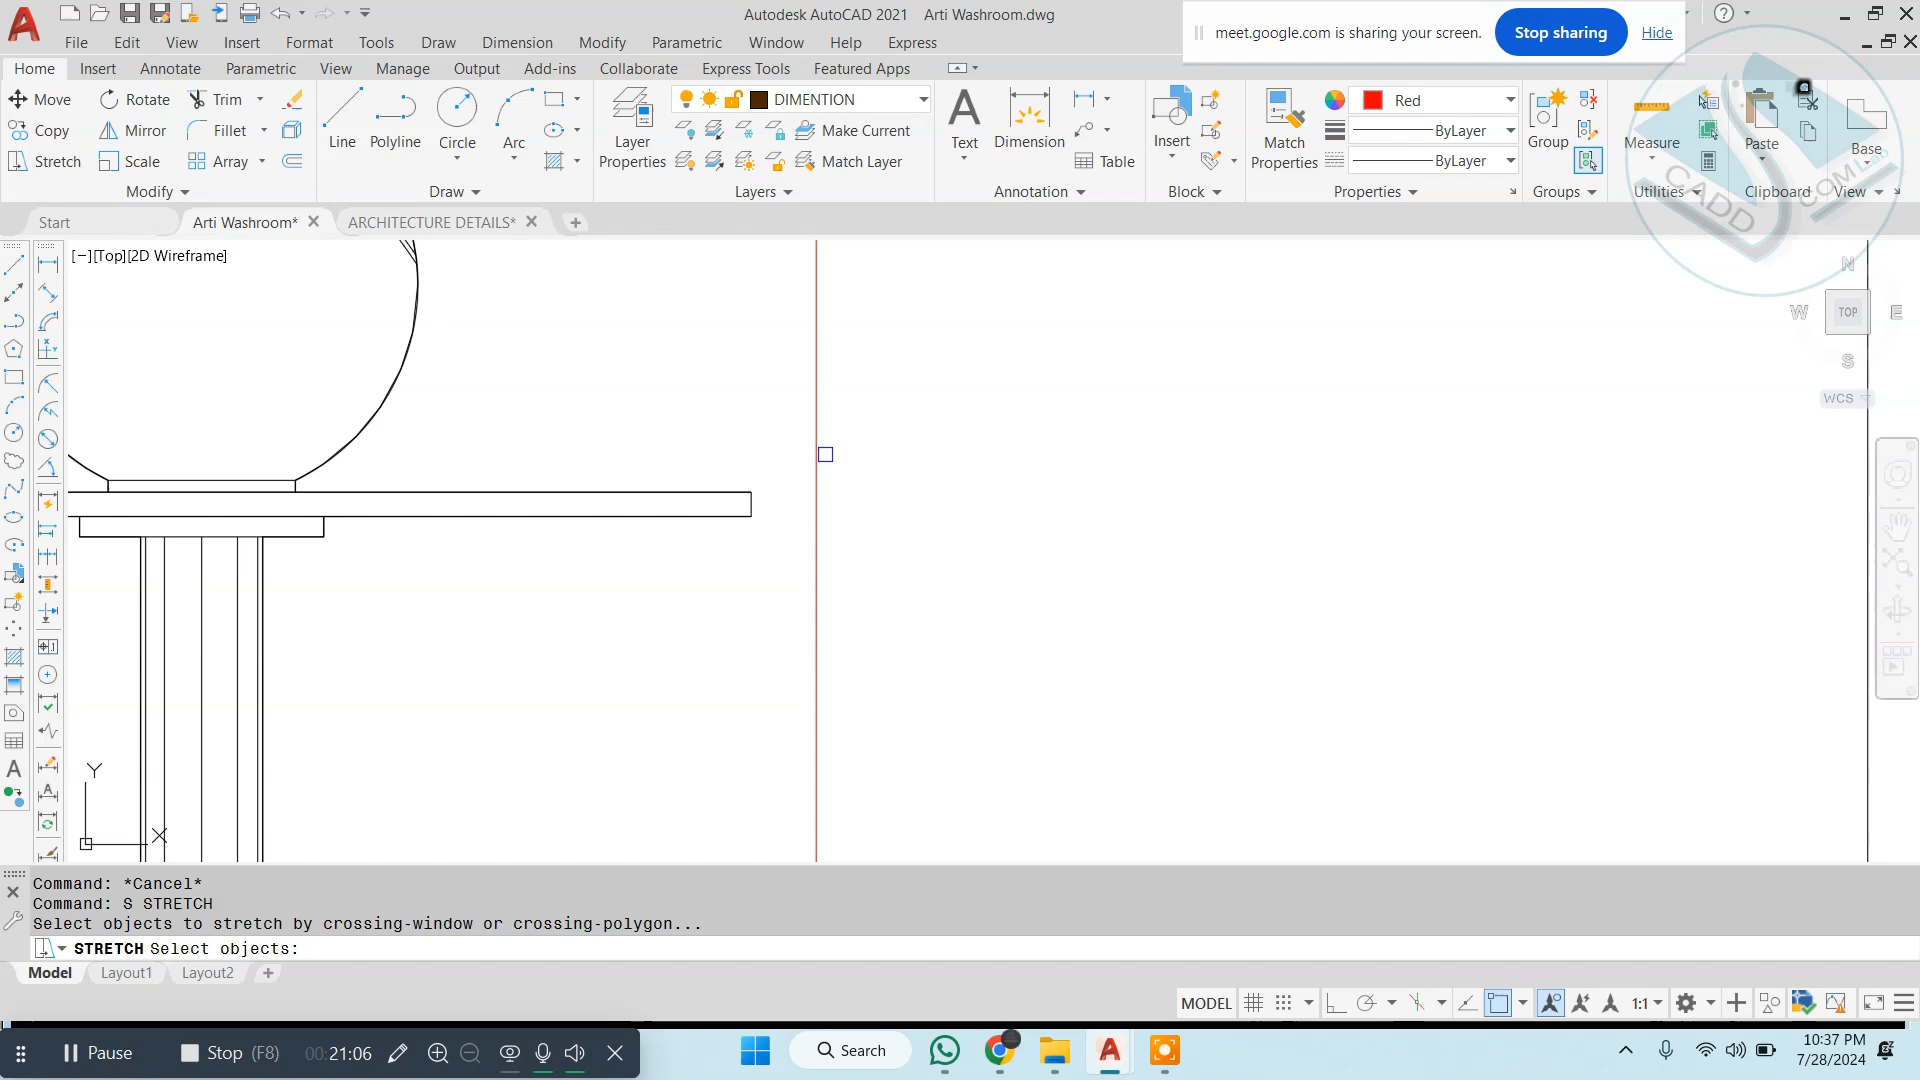 Autodesk AutoCAD 2021 Arti Washroom.dwg
meet.google.com is sharing your screen.
Stop sharing
Hide
File Edit View Insert Format Tools Draw Dimension Modify Parametric Window Help Express
Home Insert Annotate Parametric View Manage Output Add-ins Collaborate Express Tools Featured Apps
Move Rotate Trim
Copy Mirror Fillet
Stretch Scale Array
Modify
Line Polyline Circle Arc
Draw
Layer Properties
DIMENTION
Make Current
Match Layer
Layers
Text Dimension Table
Annotation
Insert
Block
Match Properties
Red
ByLayer
ByLayer
Properties
Group
Groups
Measure
Utilities
Paste
Clipboard
Base
View
CADD
COM Lab
Start Arti Washroom* ARCHITECTURE DETAILS*
[−][Top][2D Wireframe]
N
W TOP E
S
WCS
Y
X
Command: *Cancel*
Command: S STRETCH
Select objects to stretch by crossing-window or crossing-polygon...
STRETCH Select objects:
Model Layout1 Layout2
MODEL 1:1
Pause Stop (F8) 00:21:06
Search
10:37 PM
7/28/2024